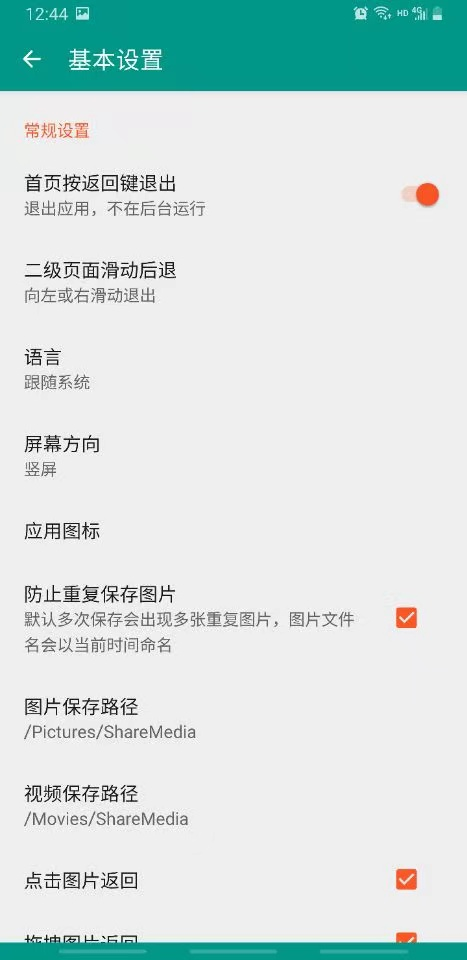 12:44
HD 4G
基本设置
常规设置
首页按返回键退出
退出应用，不在后台运行
二级页面滑动后退
向左或右滑动退出
语言
跟随系统
屏幕方向
竖屏
应用图标
防止重复保存图片
默认多次保存会出现多张重复图片，图片文件
名会以当前时间命名
图片保存路径
/Pictures/ShareMedia
视频保存路径
/Movies/ShareMedia
点击图片返回
拖拽图片返回